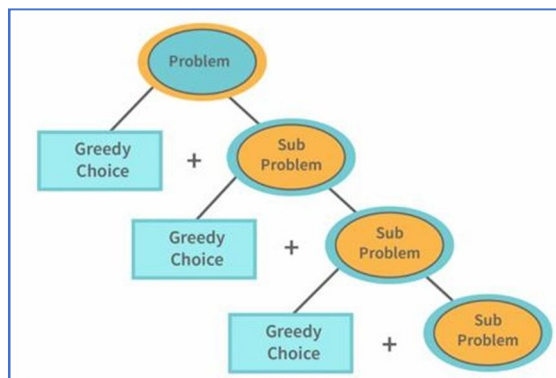 Problem
Greedy
Choice
+
Sub
Problem
Greedy
Choice
+
Sub
Problem
Greedy
Choice
+
Sub
Problem